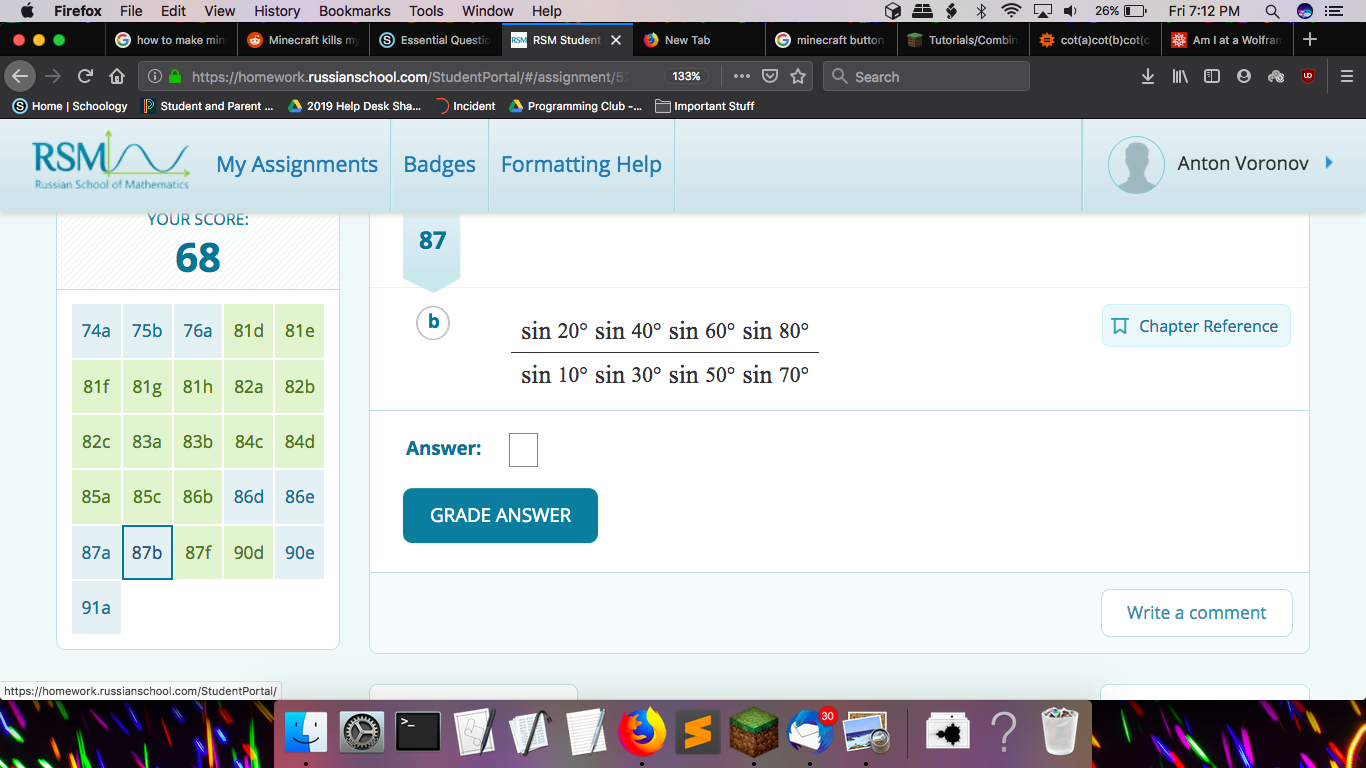 Firefox File Edit View History Bookmarks Tools Window Help 26% Fri 7:12 PM
how to make min Minecraft kills my Essential Questio RSM Student New Tab minecraft button Tutorials/Combin cot(a)cot(b)cot(c Am I at a Wolfran
https://homework.russianschool.com/StudentPortal/#/assignment/5 133% Search
Home | Schoology Student and Parent ... 2019 Help Desk Sha... Incident Programming Club -... Important Stuff
RSM My Assignments Badges Formatting Help Anton Voronov
Russian School of Mathematics
YOUR SCORE:
68
87
74a 75b 76a 81d 81e
81f 81g 81h 82a 82b
82c 83a 83b 84c 84d
85a 85c 86b 86d 86e
87a 87b 87f 90d 90e
91a
b
sin 20° sin 40° sin 60° sin 80°
sin 10° sin 30° sin 50° sin 70°
Chapter Reference
Answer:
GRADE ANSWER
Write a comment
https://homework.russianschool.com/StudentPortal/
30